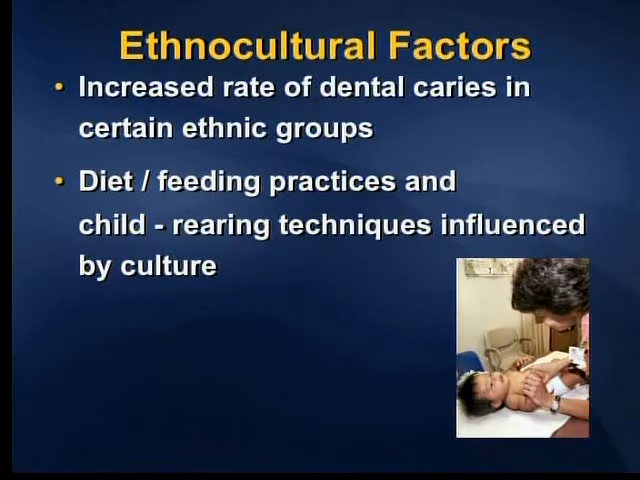 Ethnocultural Factors
• Increased rate of dental caries in
certain ethnic groups
• Diet / feeding practices and
child - rearing techniques influenced
by culture